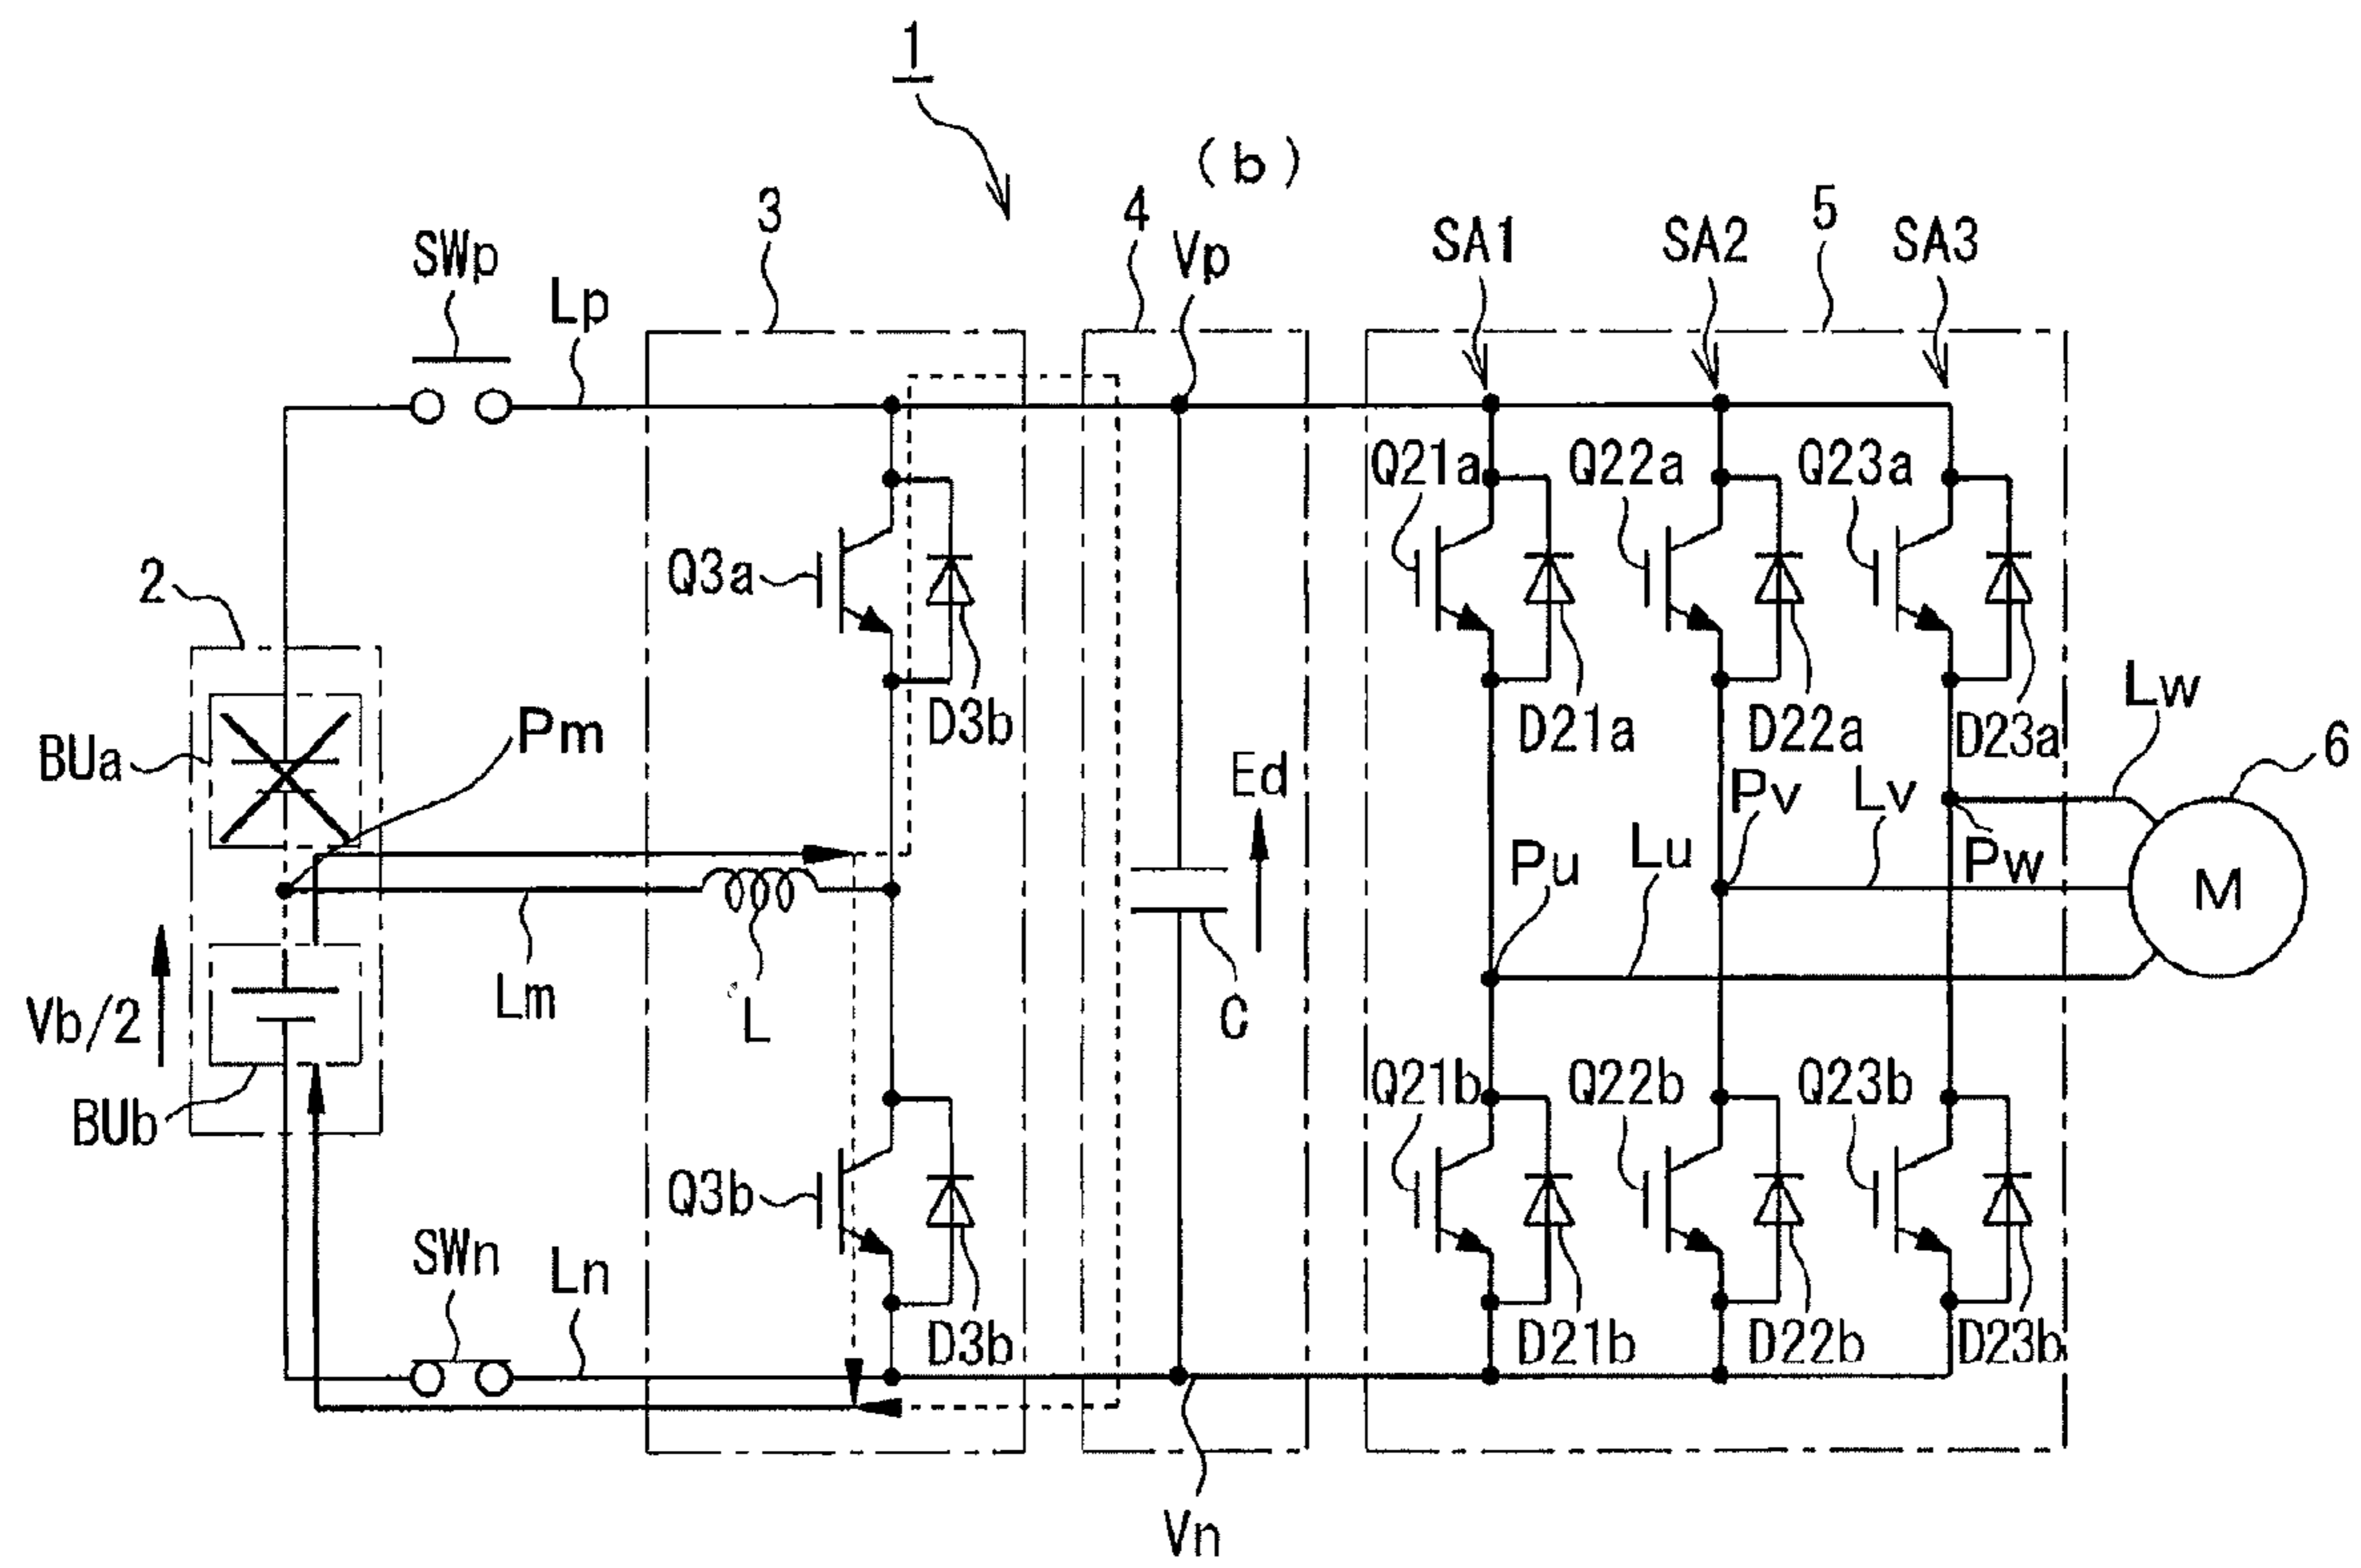 1
(b)
3
4
Vp
SA1
SA2
5
SA3
SWp
Lp
Q21a
Q22a
Q23a
2
Q3a
D3b
D21a
D22a
D23a
Lw
BUa
Pm
Ed
Pv
Lv
6
Pu
Lu
Pw
M
Vb/2
Lm
L
C
BUb
Q21b
Q22b
Q23b
Q3b
SWn
Ln
D3b
D21b
D22b
D23b
Vn